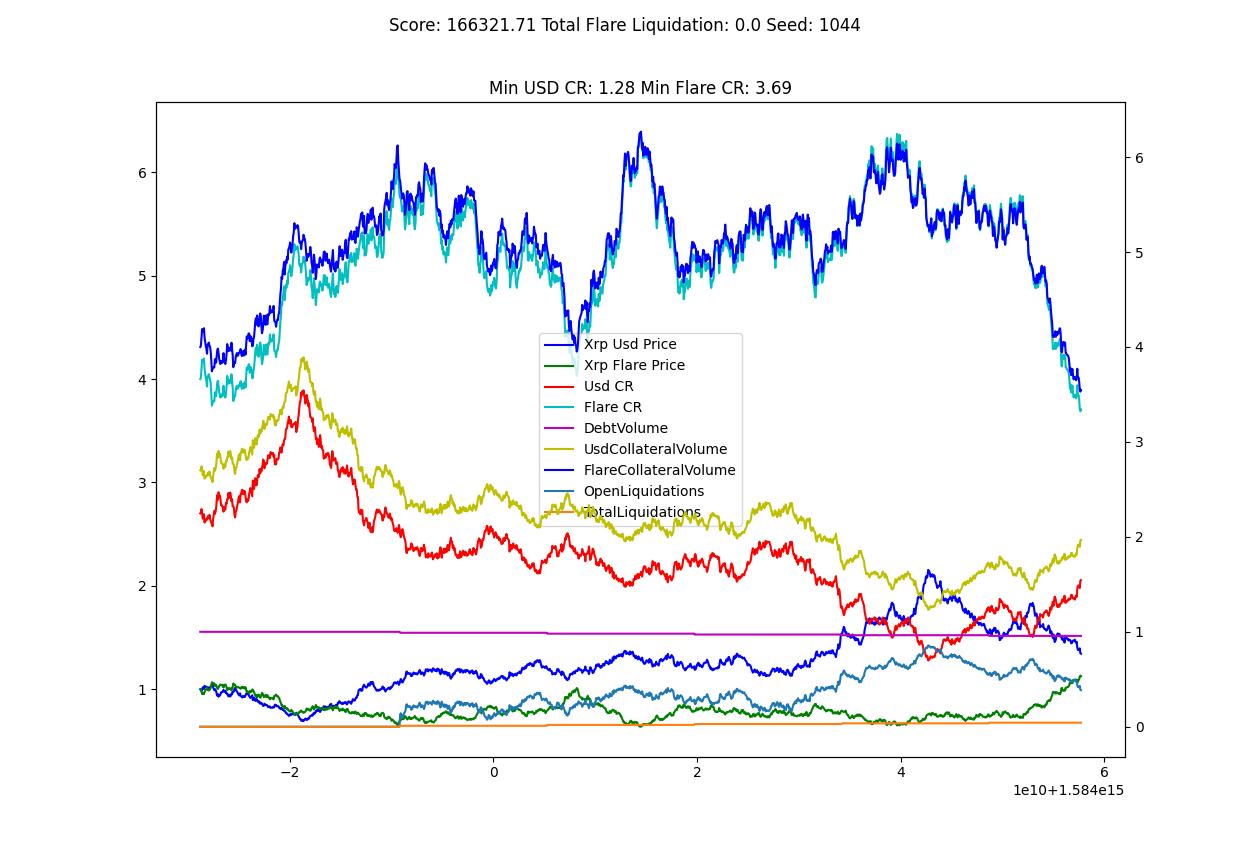 Score: 166321.71 Total Flare Liquidation: 0.0 Seed: 1044
Min USD CR: 1.28 Min Flare CR: 3.69
6
5
4
3
2
1
6
5
4
3
2
1
0
Xrp Usd Price
Xrp Flare Price
Usd CR
Flare CR
DebtVolume
UsdCollateralVolume
FlareCollateralVolume
OpenLiquidations
TotalLiquidations
−2 0 2 4 6
1e10+1.584e15